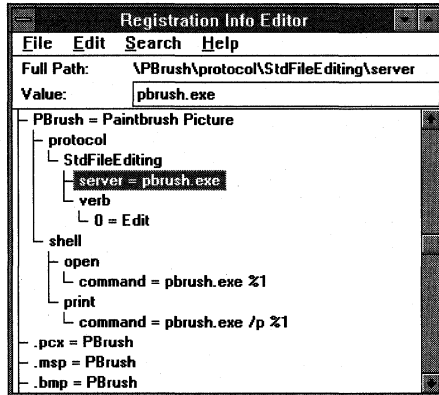 Registration Info Editor
File Edit Search Help
Full Path: \PBrush\protocol\StdFileEditing\server
Value: pbrush.exe
PBrush = Paintbrush Picture
protocol
StdFileEditing
server = pbrush.exe
verb
0 = Edit
shell
open
command = pbrush.exe %1
print
command = pbrush.exe /p %1
.pcx = PBrush
.msp = PBrush
.bmp = PBrush